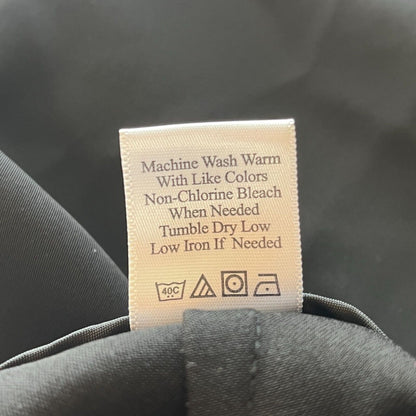 Machine Wash Warm
With Like Colors
Non-Chlorine Bleach
When Needed
Tumble Dry Low
Low Iron If Needed
40C